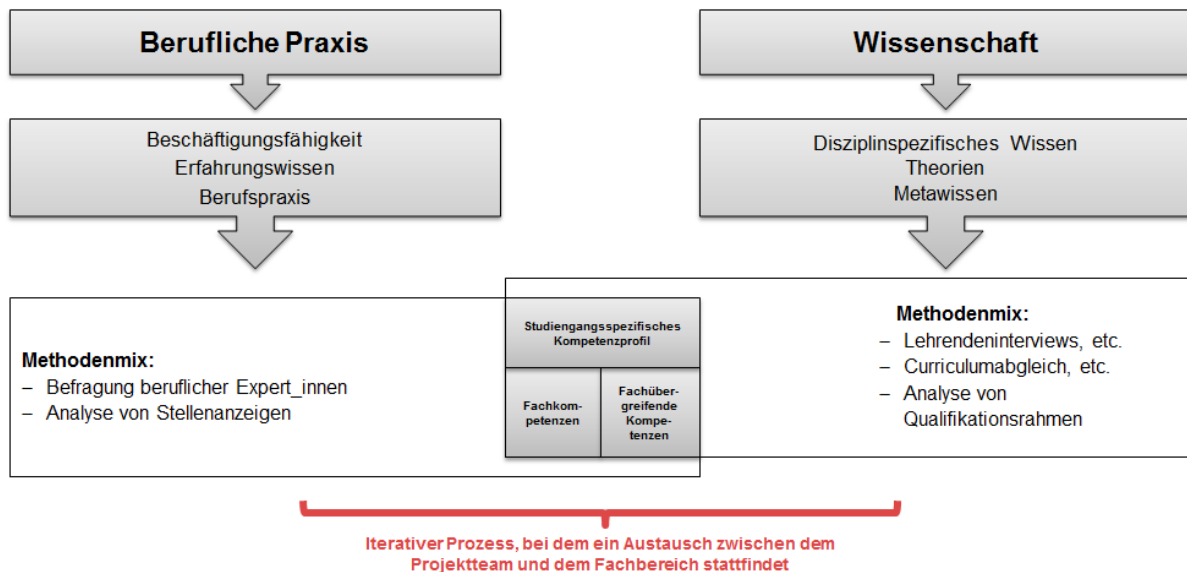 Berufliche Praxis
Beschäftigungsfähigkeit
Erfahrungswissen
Berufspraxis
Methodenmix:
– Befragung beruflicher Expert_innen
– Analyse von Stellenanzeigen
Wissenschaft
Disziplinspezifisches Wissen
Theorien
Metawissen
Methodenmix:
– Lehrendeninterviews, etc.
– Curriculumabgleich, etc.
– Analyse von
Qualifikationsrahmen
Studiengangsspezifisches
Kompetenzprofil
Fachkom-
petenzen
Fachüber-
greifende
Kompe-
tenzen
Iterativer Prozess, bei dem ein Austausch zwischen dem
Projektteam und dem Fachbereich stattfindet